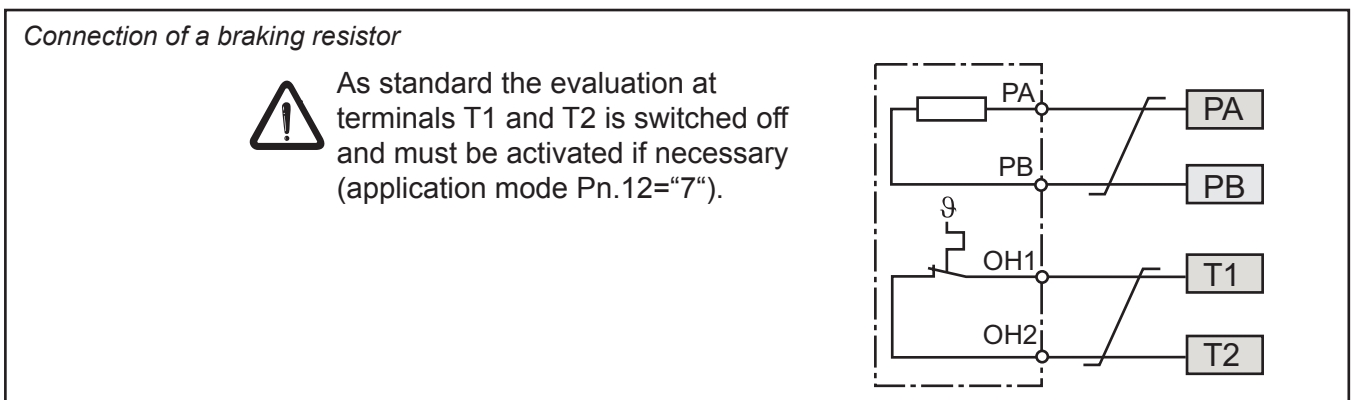 Connection of a braking resistor
As standard the evaluation at
terminals T1 and T2 is switched off
and must be activated if necessary
(application mode Pn.12=“7“).
PA
PA
PB
PB
ϑ
OH1
T1
OH2
T2